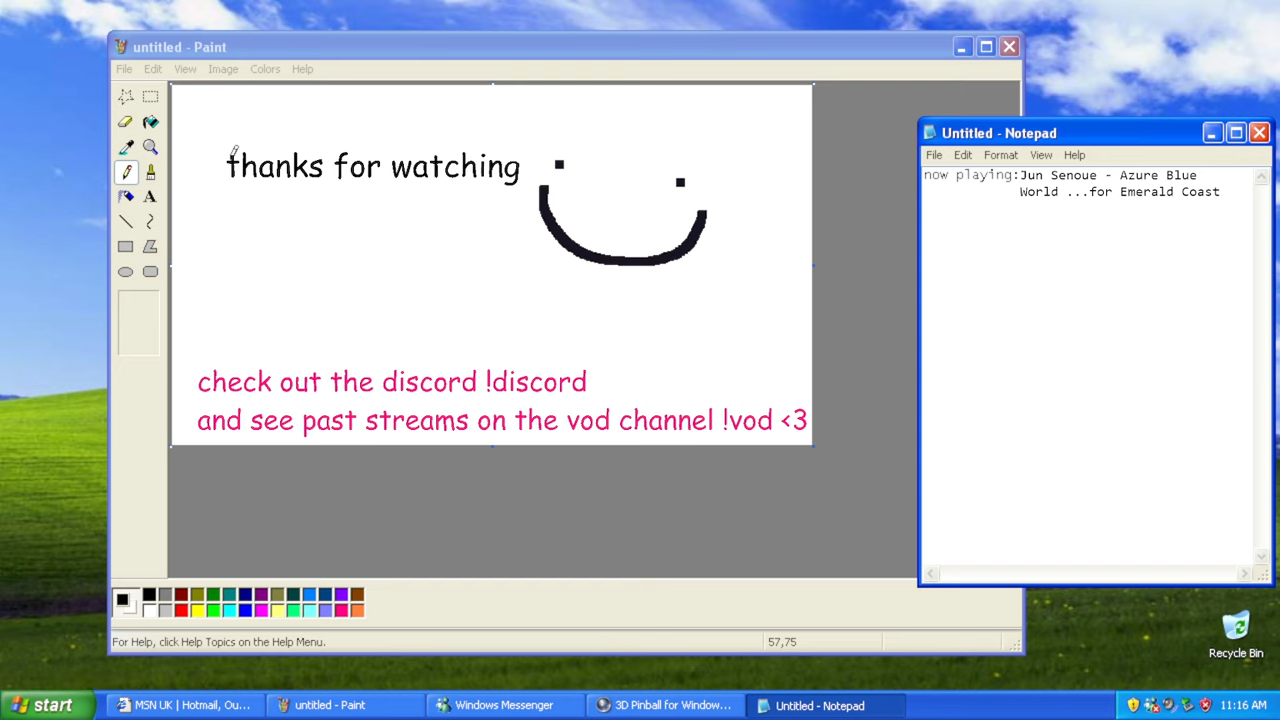 untitled - Paint
File Edit View Image Colors Help
thanks for watching
check out the discord !discord
and see past streams on the vod channel !vod <3
For Help, click Help Topics on the Help Menu.
57,75
Untitled - Notepad
File Edit Format View Help
now playing:Jun Senoue - Azure Blue
World ...for Emerald Coast
Recycle Bin
start
MSN UK | Hotmail, Ou...
untitled - Paint
Windows Messenger
3D Pinball for Window...
Untitled - Notepad
11:16 AM